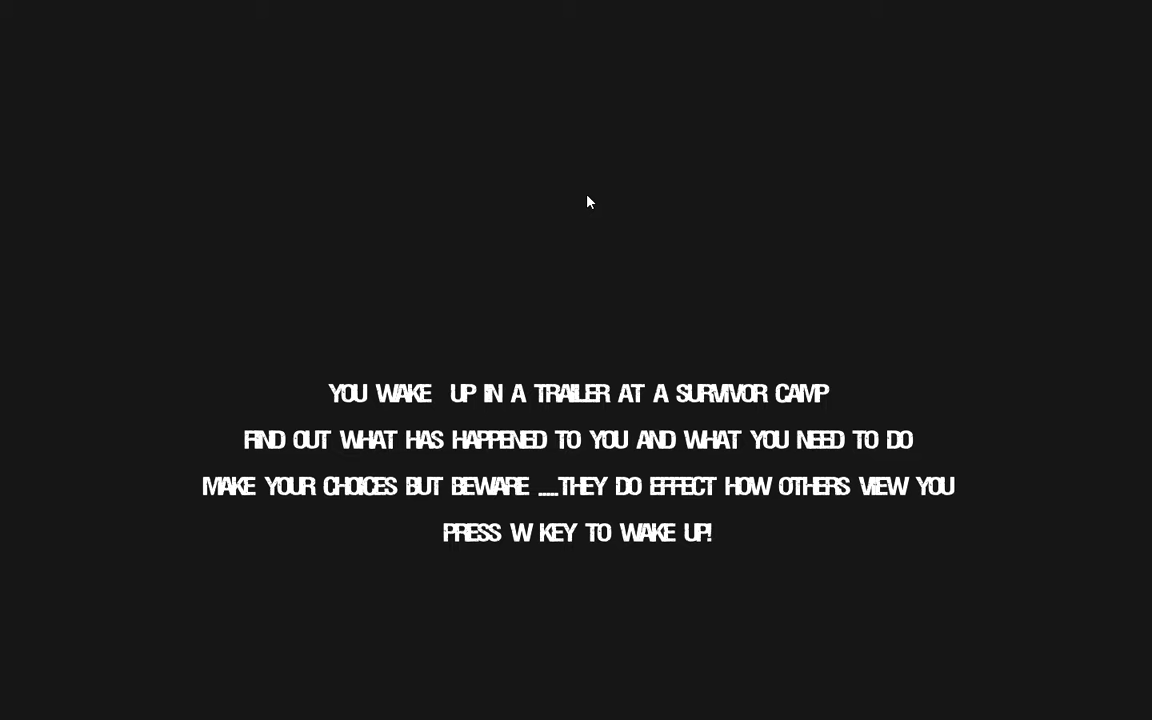 YOU WAKE UP IN A TRAILER AT A SURVIVOR CAMP
FIND OUT WHAT HAS HAPPENED TO YOU AND WHAT YOU NEED TO DO
MAKE YOUR CHOICES BUT BEWARE .....THEY DO EFFECT HOW OTHERS VIEW YOU
PRESS W KEY TO WAKE UP!